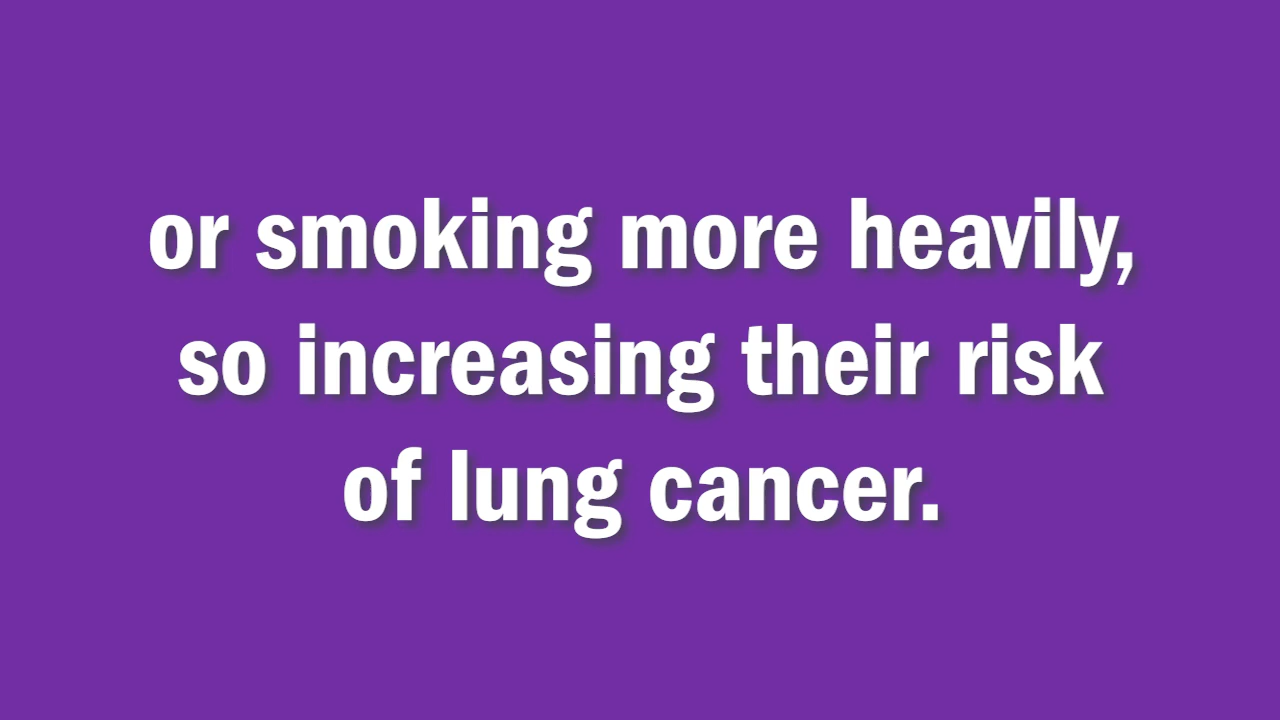 or smoking more heavily,
so increasing their risk
of lung cancer.